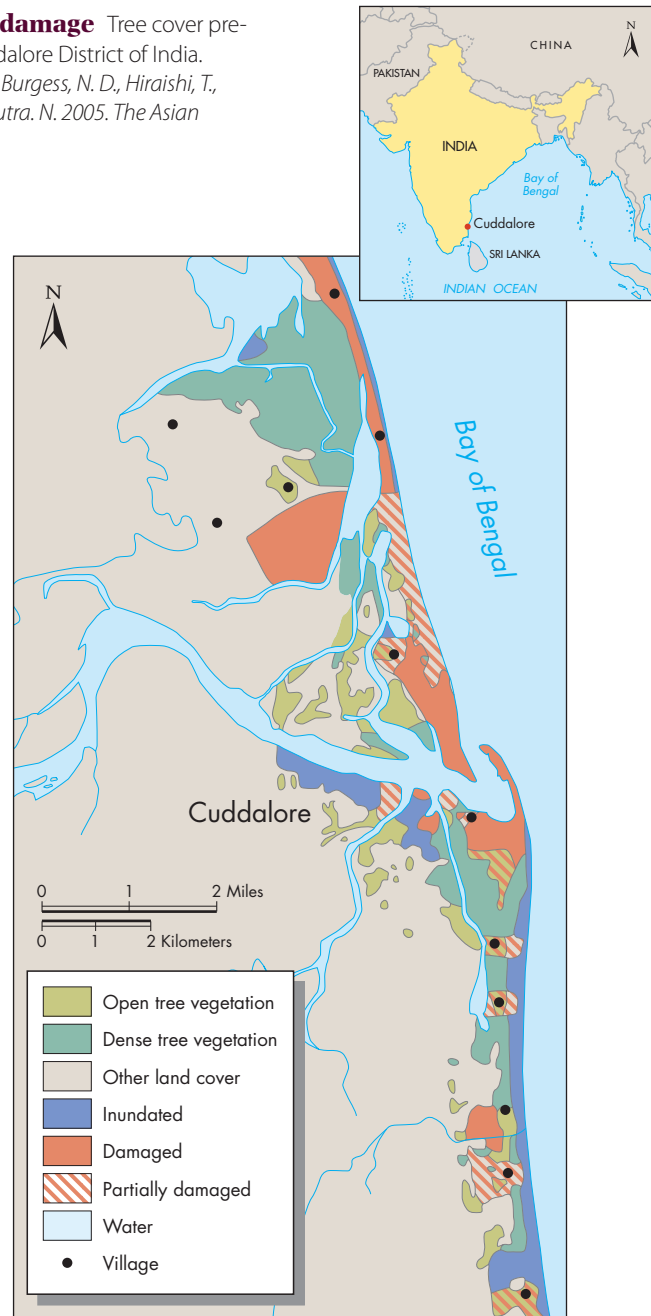 damage Tree cover pre-
dalore District of India.
Burgess, N. D., Hiraishi, T.,
utra. N. 2005. The Asian
N
CHINA
PAKISTAN
INDIA
Bay of
Bengal
Cuddalore
SRI LANKA
INDIAN OCEAN
N
Bay of Bengal
Cuddalore
0 1 2 Miles
0 1 2 Kilometers
Open tree vegetation
Dense tree vegetation
Other land cover
Inundated
Damaged
Partially damaged
Water
Village